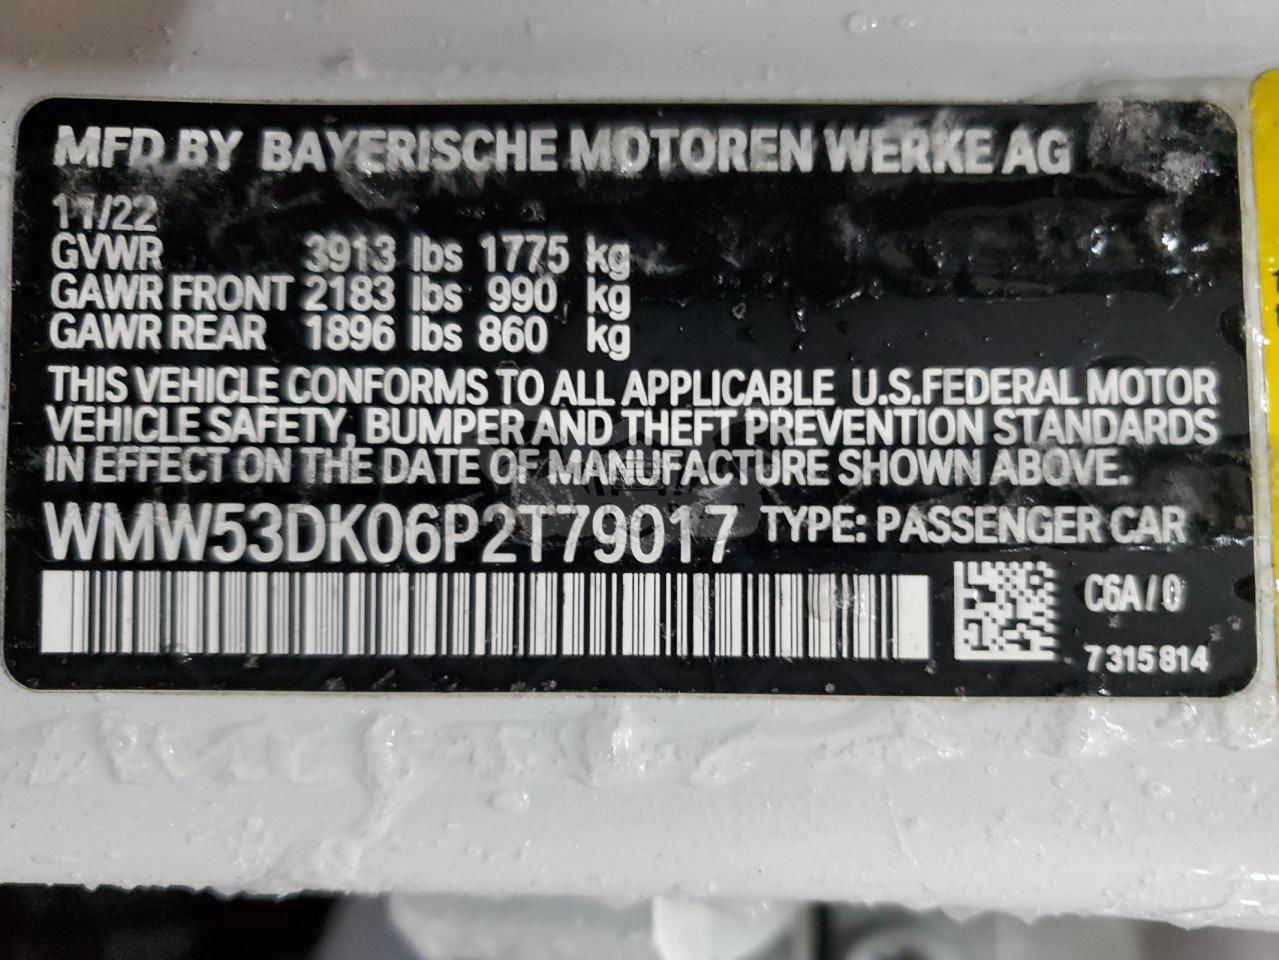 MFD BY BAYERISCHE MOTOREN WERKE AG
11/22
GVWR 3913 lbs 1775 kg
GAWR FRONT 2183 lbs 990 kg
GAWR REAR 1896 lbs 860 kg
THIS VEHICLE CONFORMS TO ALL APPLICABLE U.S.FEDERAL MOTOR
VEHICLE SAFETY, BUMPER AND THEFT PREVENTION STANDARDS
IN EFFECT ON THE DATE OF MANUFACTURE SHOWN ABOVE.
WMW53DK06P2T79017 TYPE: PASSENGER CAR
C6A/0
7315814